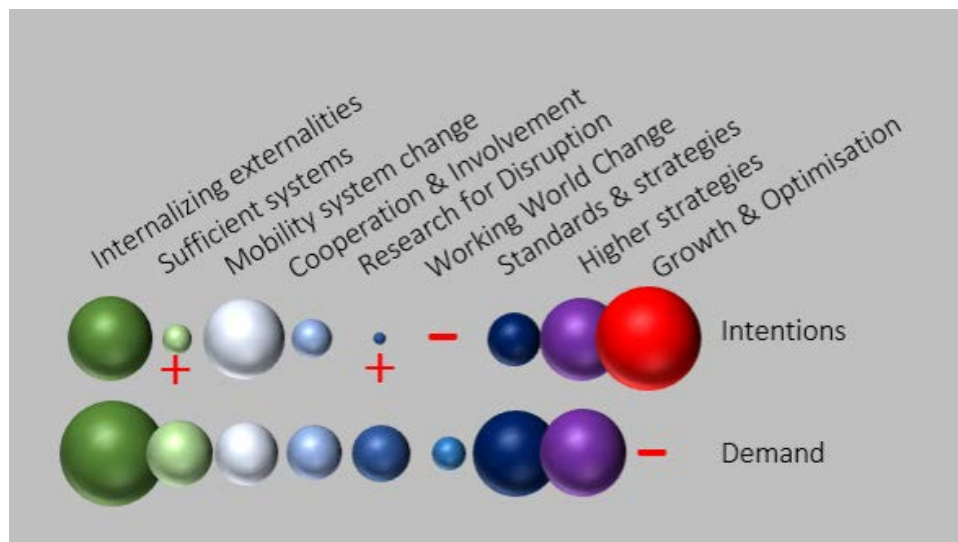 Internalizing externalities
Sufficient systems
Mobility system change
Cooperation & Involvement
Research for Disruption
Working World Change
Standards & strategies
Higher strategies
Growth & Optimisation
Intentions
+ + -
Demand
-